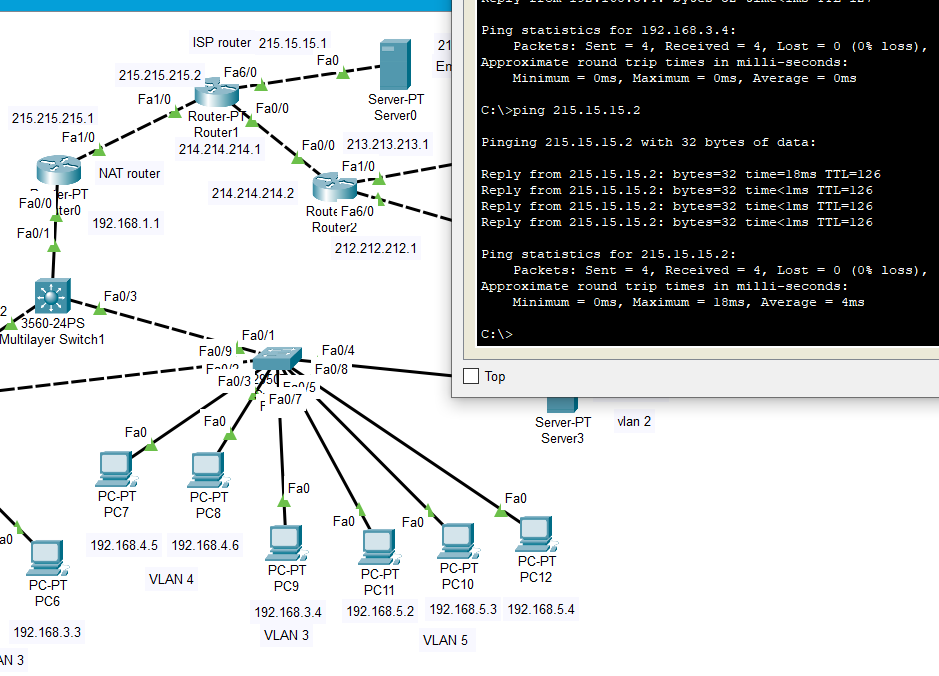 ISP router 215.15.15.1
Fa0
21
En
Fa6/0
215.215.215.2
Fa1/0
Server-PT
Server0
Fa0/0
Router-PT
Router1
215.215.215.1
Fa1/0
214.214.214.1
Fa0/0
213.213.213.1
Fa1/0
NAT router
er-PT
ter0
Fa0/0
192.168.1.1
214.214.214.2
Fa6/0
Router2
212.212.212.1
Fa0/1
Fa0/3
2
3560-24PS
Multilayer Switch1
Fa0/1
Fa0/9
Fa0/4
Fa0/8
Fa0/3
Fa0/5
Fa0/7
Server-PT
Server3
vlan 2
Fa0
PC-PT
PC7
Fa0
PC-PT
PC8
Fa0
PC-PT
PC9
Fa0
PC-PT
PC11
Fa0
PC-PT
PC10
Fa0
PC-PT
PC12
192.168.4.5
192.168.4.6
VLAN 4
a0
PC-PT
PC6
192.168.3.3
AN 3
192.168.3.4
VLAN 3
192.168.5.2
192.168.5.3
192.168.5.4
VLAN 5
Ping statistics for 192.168.3.4:
Packets: Sent = 4, Received = 4, Lost = 0 (0% loss),
Approximate round trip times in milli-seconds:
Minimum = 0ms, Maximum = 0ms, Average = 0ms
C:\>ping 215.15.15.2
Pinging 215.15.15.2 with 32 bytes of data:
Reply from 215.15.15.2: bytes=32 time=18ms TTL=126
Reply from 215.15.15.2: bytes=32 time<1ms TTL=126
Reply from 215.15.15.2: bytes=32 time<1ms TTL=126
Reply from 215.15.15.2: bytes=32 time<1ms TTL=126
Ping statistics for 215.15.15.2:
Packets: Sent = 4, Received = 4, Lost = 0 (0% loss),
Approximate round trip times in milli-seconds:
Minimum = 0ms, Maximum = 18ms, Average = 4ms
C:\>
Top